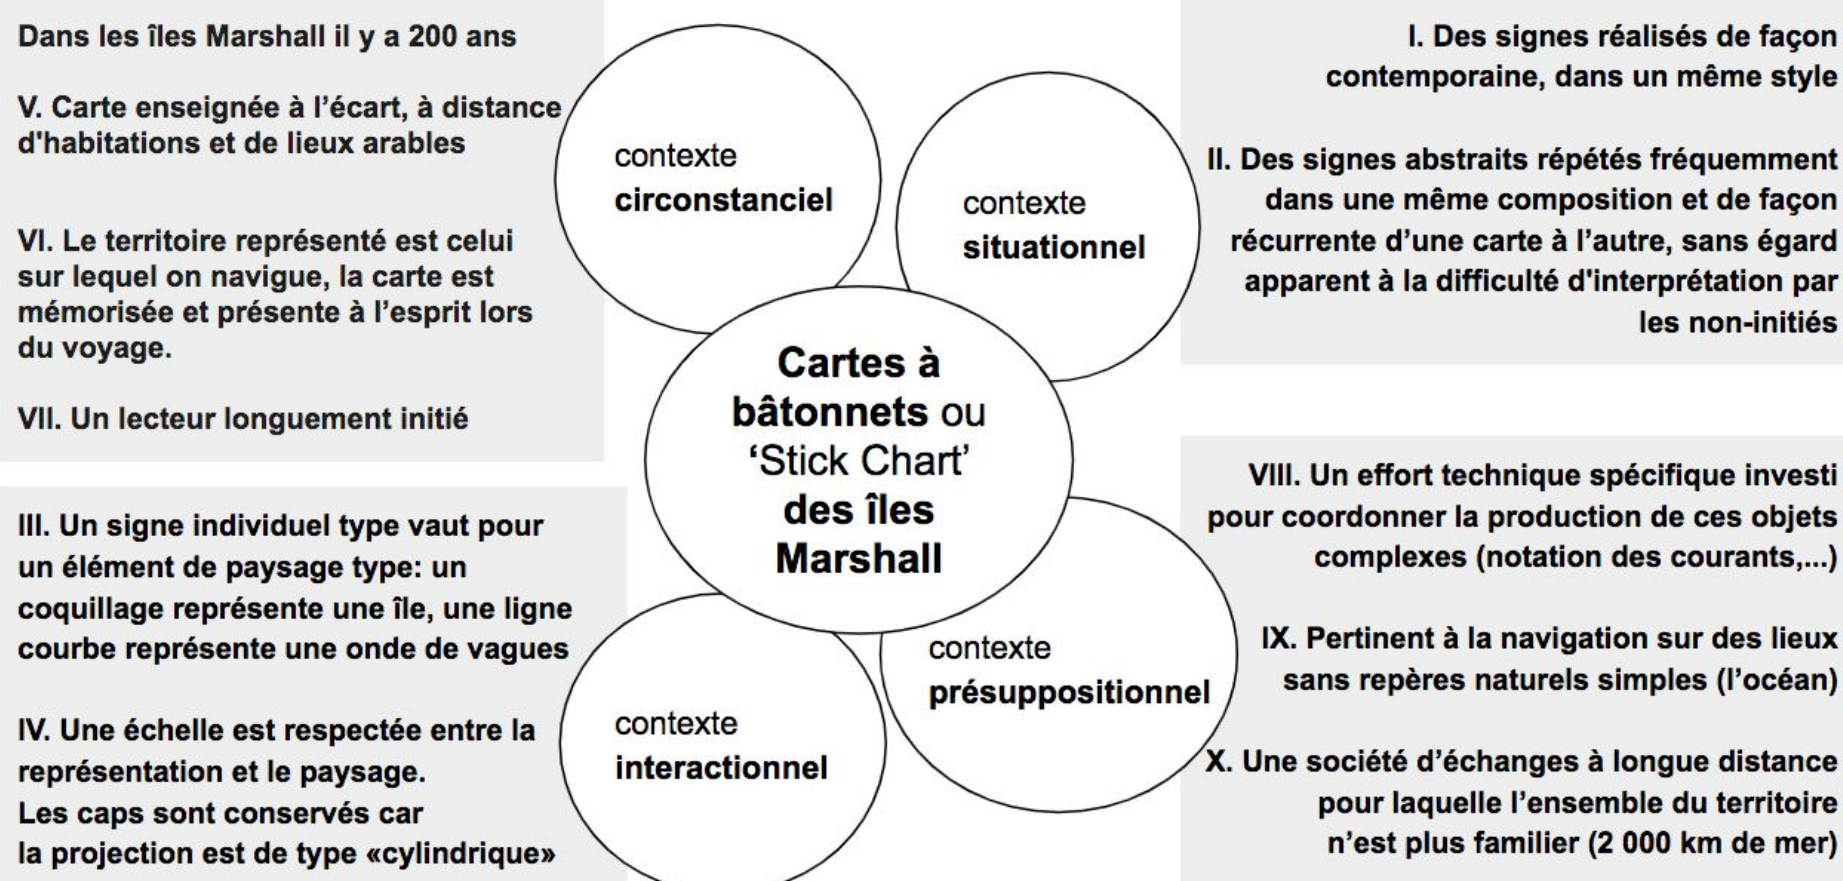 Dans les îles Marshall il y a 200 ans
V. Carte enseignée à l’écart, à distance
d'habitations et de lieux arables
VI. Le territoire représenté est celui
sur lequel on navigue, la carte est
mémorisée et présente à l’esprit lors
du voyage.
VII. Un lecteur longuement initié
contexte
circonstanciel
contexte
situationnel
I. Des signes réalisés de façon
contemporaine, dans un même style
II. Des signes abstraits répétés fréquemment
dans une même composition et de façon
récurrente d’une carte à l’autre, sans égard
apparent à la difficulté d'interprétation par
les non-initiés
Cartes à
bâtonnets ou
‘Stick Chart’
des îles
Marshall
III. Un signe individuel type vaut pour
un élément de paysage type: un
coquillage représente une île, une ligne
courbe représente une onde de vagues
IV. Une échelle est respectée entre la
représentation et le paysage.
Les caps sont conservés car
la projection est de type «cylindrique»
contexte
interactionnel
contexte
présuppositionnel
VIII. Un effort technique spécifique investi
pour coordonner la production de ces objets
complexes (notation des courants,...)
IX. Pertinent à la navigation sur des lieux
sans repères naturels simples (l’océan)
X. Une société d’échanges à longue distance
pour laquelle l’ensemble du territoire
n’est plus familier (2 000 km de mer)